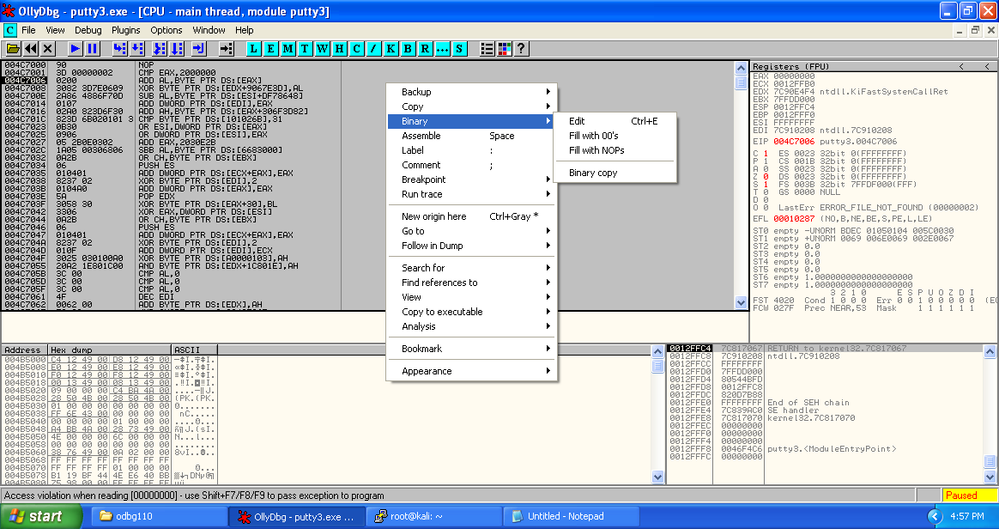 OllyDbg - putty3.exe - [CPU - main thread, module putty3]
C File View Debug Plugins Options Window Help
L E M T W H C / K B R ... S ?
004C7000 90 NOP
004C7001 3D 00000002 CMP EAX,2000000
004C7006 0200 ADD AL,BYTE PTR DS:[EAX]
004C7008 3082 3D7E0609 XOR BYTE PTR DS:[EDX+9067E3D],AL
004C700E 2A86 4886F70D SUB AL,BYTE PTR DS:[ESI+DF78648]
004C7014 0107 ADD DWORD PTR DS:[EDI],EAX
004C7016 02A0 823D6F30 ADD AH,BYTE PTR DS:[EAX+306F3D82]
004C701C 823D 6B020101 3 CMP BYTE PTR DS:[101026B],31
004C7023 0B30 OR ESI,DWORD PTR DS:[EAX]
004C7025 0906 OR DWORD PTR DS:[ESI],EAX
004C7027 05 2B0E0302 ADD EAX,2030E2B
004C702C 1A05 00306806 SBB AL,BYTE PTR DS:[6683000]
004C7032 0A2B OR CH,BYTE PTR DS:[EBX]
004C7034 06 PUSH ES
004C7035 010401 ADD DWORD PTR DS:[ECX+EAX],EAX
004C7038 8237 02 XOR BYTE PTR DS:[EDI],2
004C703B 0104A0 ADD DWORD PTR DS:[EAX],EAX
004C703E 5A POP EDX
004C703F 3058 30 XOR BYTE PTR DS:[EAX+30],BL
004C7042 3306 XOR EAX,DWORD PTR DS:[ESI]
004C7044 0A2B OR CH,BYTE PTR DS:[EBX]
004C7046 06 PUSH ES
004C7047 010401 ADD DWORD PTR DS:[ECX+EAX],EAX
004C704A 8237 02 XOR BYTE PTR DS:[EDI],2
004C704D 010F ADD DWORD PTR DS:[EDI],ECX
004C704F 3025 030100A0 XOR BYTE PTR DS:[A0000103],AH
004C7055 20A2 1E801C00 AND BYTE PTR DS:[EDX+1C801E],AH
004C705B 3C 00 CMP AL,0
004C705D 3C 00 CMP AL,0
004C705F 3C 00 CMP AL,0
004C7061 4F DEC EDI
004C7062 0062 00 ADD BYTE PTR DS:[EDX],AH
Backup
Copy
Binary
Assemble Space
Label :
Comment ;
Breakpoint
Run trace
New origin here Ctrl+Gray *
Go to
Follow in Dump
Search for
Find references to
View
Copy to executable
Analysis
Bookmark
Appearance
Edit Ctrl+E
Fill with 00's
Fill with NOPs
Binary copy
Registers (FPU) < <
EAX 00000000
ECX 0012FFB0
EDX 7C90E4F4 ntdll.KiFastSystemCallRet
EBX 7FFDD000
ESP 0012FFC4
EBP 0012FFF0
ESI FFFFFFFF
EDI 7C910208 ntdll.7C910208
EIP 004C7006 putty3.004C7006
C 1 ES 0023 32bit 0(FFFFFFFF)
P 1 CS 001B 32bit 0(FFFFFFFF)
A 0 SS 0023 32bit 0(FFFFFFFF)
Z 0 DS 0023 32bit 0(FFFFFFFF)
S 1 FS 003B 32bit 7FFDF000(FFF)
T 0 GS 0000 NULL
D 0
O 0 LastErr ERROR_FILE_NOT_FOUND (00000002)
EFL 00010287 (NO,B,NE,BE,S,PE,L,LE)
ST0 empty -UNORM BDEC 01050104 005C0030
ST1 empty +UNORM 0069 006E0069 002E0067
ST2 empty 0.0
ST3 empty 0.0
ST4 empty 0.0
ST5 empty 0.0
ST6 empty 1.0000000000000000000
ST7 empty 1.0000000000000000000
3 2 1 0 E S P U O Z D I
FST 4020 Cond 1 0 0 0 Err 0 0 1 0 0 0 0 0
FCW 027F Prec NEAR,53 Mask 1 1 1 1 1 1
Address Hex dump ASCII
004B5000 C4 12 49 00 D8 12 49 00
004B5008 E0 12 49 00 E8 12 49 00
004B5010 F0 12 49 00 F8 12 49 00
004B5018 00 13 49 00 08 13 49 00
004B5020 09 00 00 00 C4 BA 4A 00
004B5028 28 50 4B 00 28 50 4B 00 (PK.(PK.
004B5030 01 00 00 00 00 00 00 00
004B5038 FF 6E 43 00 00 00 00 00
004B5040 00 00 00 00 01 00 00 00
004B5048 A4 BB 4A 00 28 73 49 00
004B5050 4E 00 00 00 6C 00 00 00 N...l...
004B5058 00 00 00 00 00 00 00 00 ........
004B5060 38 76 49 00 0A 02 00 00
004B5068 FF FF FF FF FF FF FF FF
004B5070 FF FF FF FF 01 00 00 00
004B5078 B1 19 BF 44 4E E6 40 BB
0012FFC4 7C817067 RETURN to kernel32.7C817067
0012FFC8 7C910208 ntdll.7C910208
0012FFCC FFFFFFFF
0012FFD0 7FFDD000
0012FFD4 80544BFD
0012FFD8 0012FFC8
0012FFDC 820D7B88
0012FFE0 FFFFFFFF End of SEH chain
0012FFE4 7C839AC0 SE handler
0012FFE8 7C817070 kernel32.7C817070
0012FFEC 00000000
0012FFF0 00000000
0012FFF4 00000000
0012FFF8 0046F4C6 putty3.<ModuleEntryPoint>
0012FFFC 00000000
Access violation when reading [00000000] - use Shift+F7/F8/F9 to pass exception to program
Paused
start
odbg110
OllyDbg - putty3.exe ...
root@kali: ~
Untitled - Notepad
4:57 PM